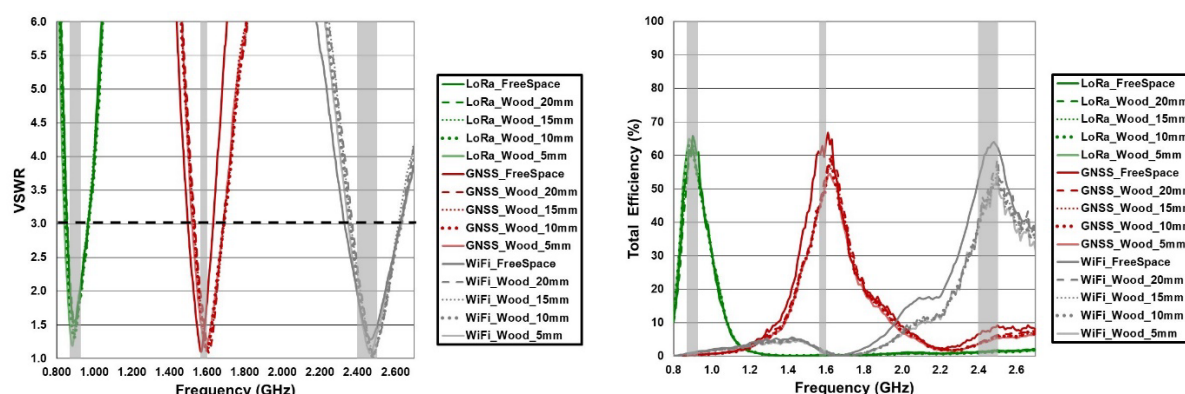 6.0
5.5
5.0
4.5
4.0
3.5
3.0
2.5
2.0
1.5
1.0
VSWR
0.800 1.000 1.200 1.400 1.600 1.800 2.000 2.200 2.400 2.600
Frequency (GHz)
LoRa_FreeSpace
LoRa_Wood_20mm
LoRa_Wood_15mm
LoRa_Wood_10mm
LoRa_Wood_5mm
GNSS_FreeSpace
GNSS_Wood_20mm
GNSS_Wood_15mm
GNSS_Wood_10mm
GNSS_Wood_5mm
WiFi_FreeSpace
WiFi_Wood_20mm
WiFi_Wood_15mm
WiFi_Wood_10mm
WiFi_Wood_5mm
100
90
80
70
60
50
40
30
20
10
0
Total Efficiency (%)
0.8 1.0 1.2 1.4 1.6 1.8 2.0 2.2 2.4 2.6
Frequency (GHz)
LoRa_FreeSpace
LoRa_Wood_20mm
LoRa_Wood_15mm
LoRa_Wood_10mm
LoRa_Wood_5mm
GNSS_FreeSpace
GNSS_Wood_20mm
GNSS_Wood_15mm
GNSS_Wood_10mm
GNSS_Wood_5mm
WiFi_FreeSpace
WiFi_Wood_20mm
WiFi_Wood_15mm
WiFi_Wood_10mm
WiFi_Wood_5mm